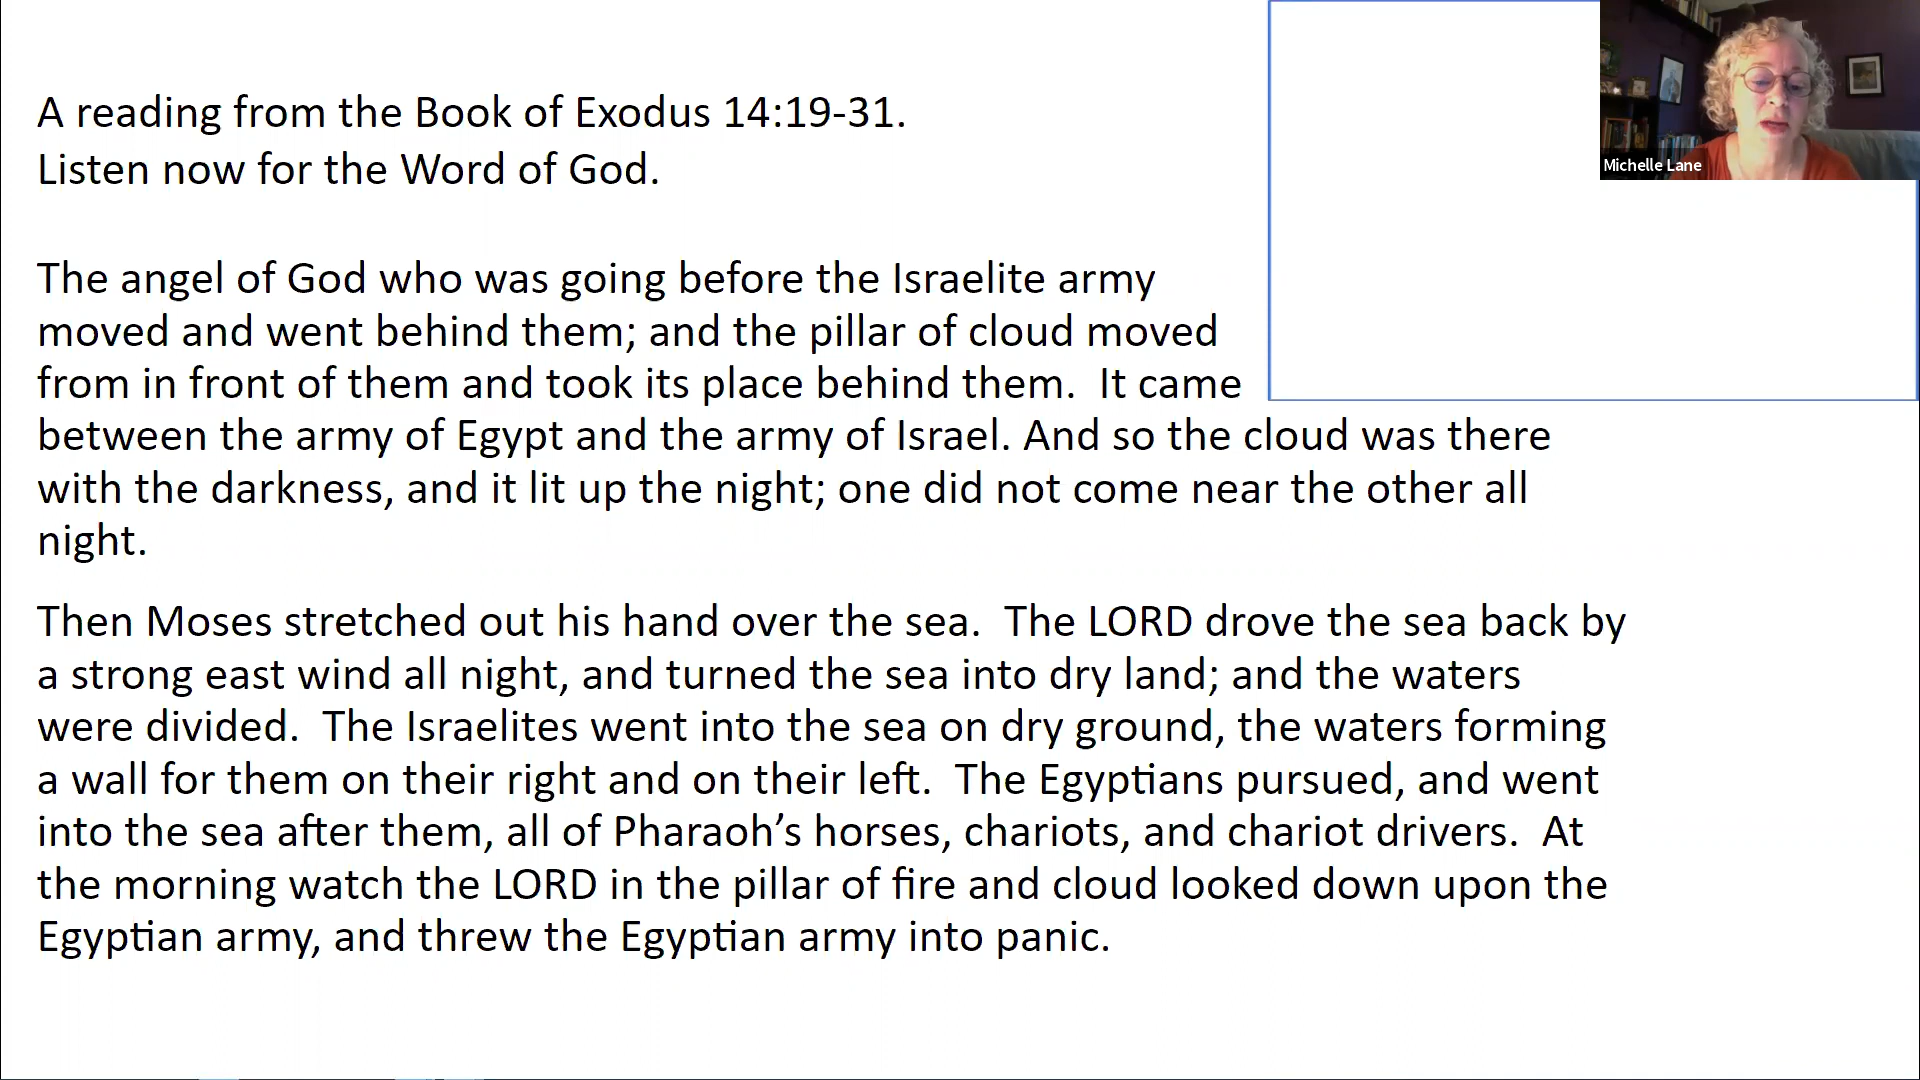 A reading from the Book of Exodus 14:19-31.
Listen now for the Word of God.
The angel of God who was going before the Israelite army
moved and went behind them; and the pillar of cloud moved
from in front of them and took its place behind them.  It came
between the army of Egypt and the army of Israel. And so the cloud was there
with the darkness, and it lit up the night; one did not come near the other all
night.
Then Moses stretched out his hand over the sea.  The LORD drove the sea back by
a strong east wind all night, and turned the sea into dry land; and the waters
were divided.  The Israelites went into the sea on dry ground, the waters forming
a wall for them on their right and on their left.  The Egyptians pursued, and went
into the sea after them, all of Pharaoh’s horses, chariots, and chariot drivers.  At
the morning watch the LORD in the pillar of fire and cloud looked down upon the
Egyptian army, and threw the Egyptian army into panic.
Michelle Lane